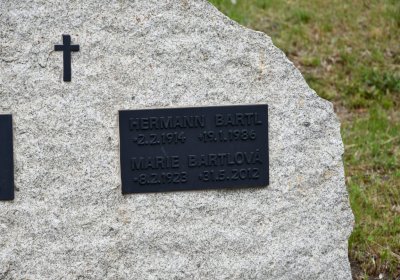 HERMANN BARTL
*2.2.1914 +19.1.1986
MARIE BARTLOVÁ
*8.2.1923 +31.5.2012